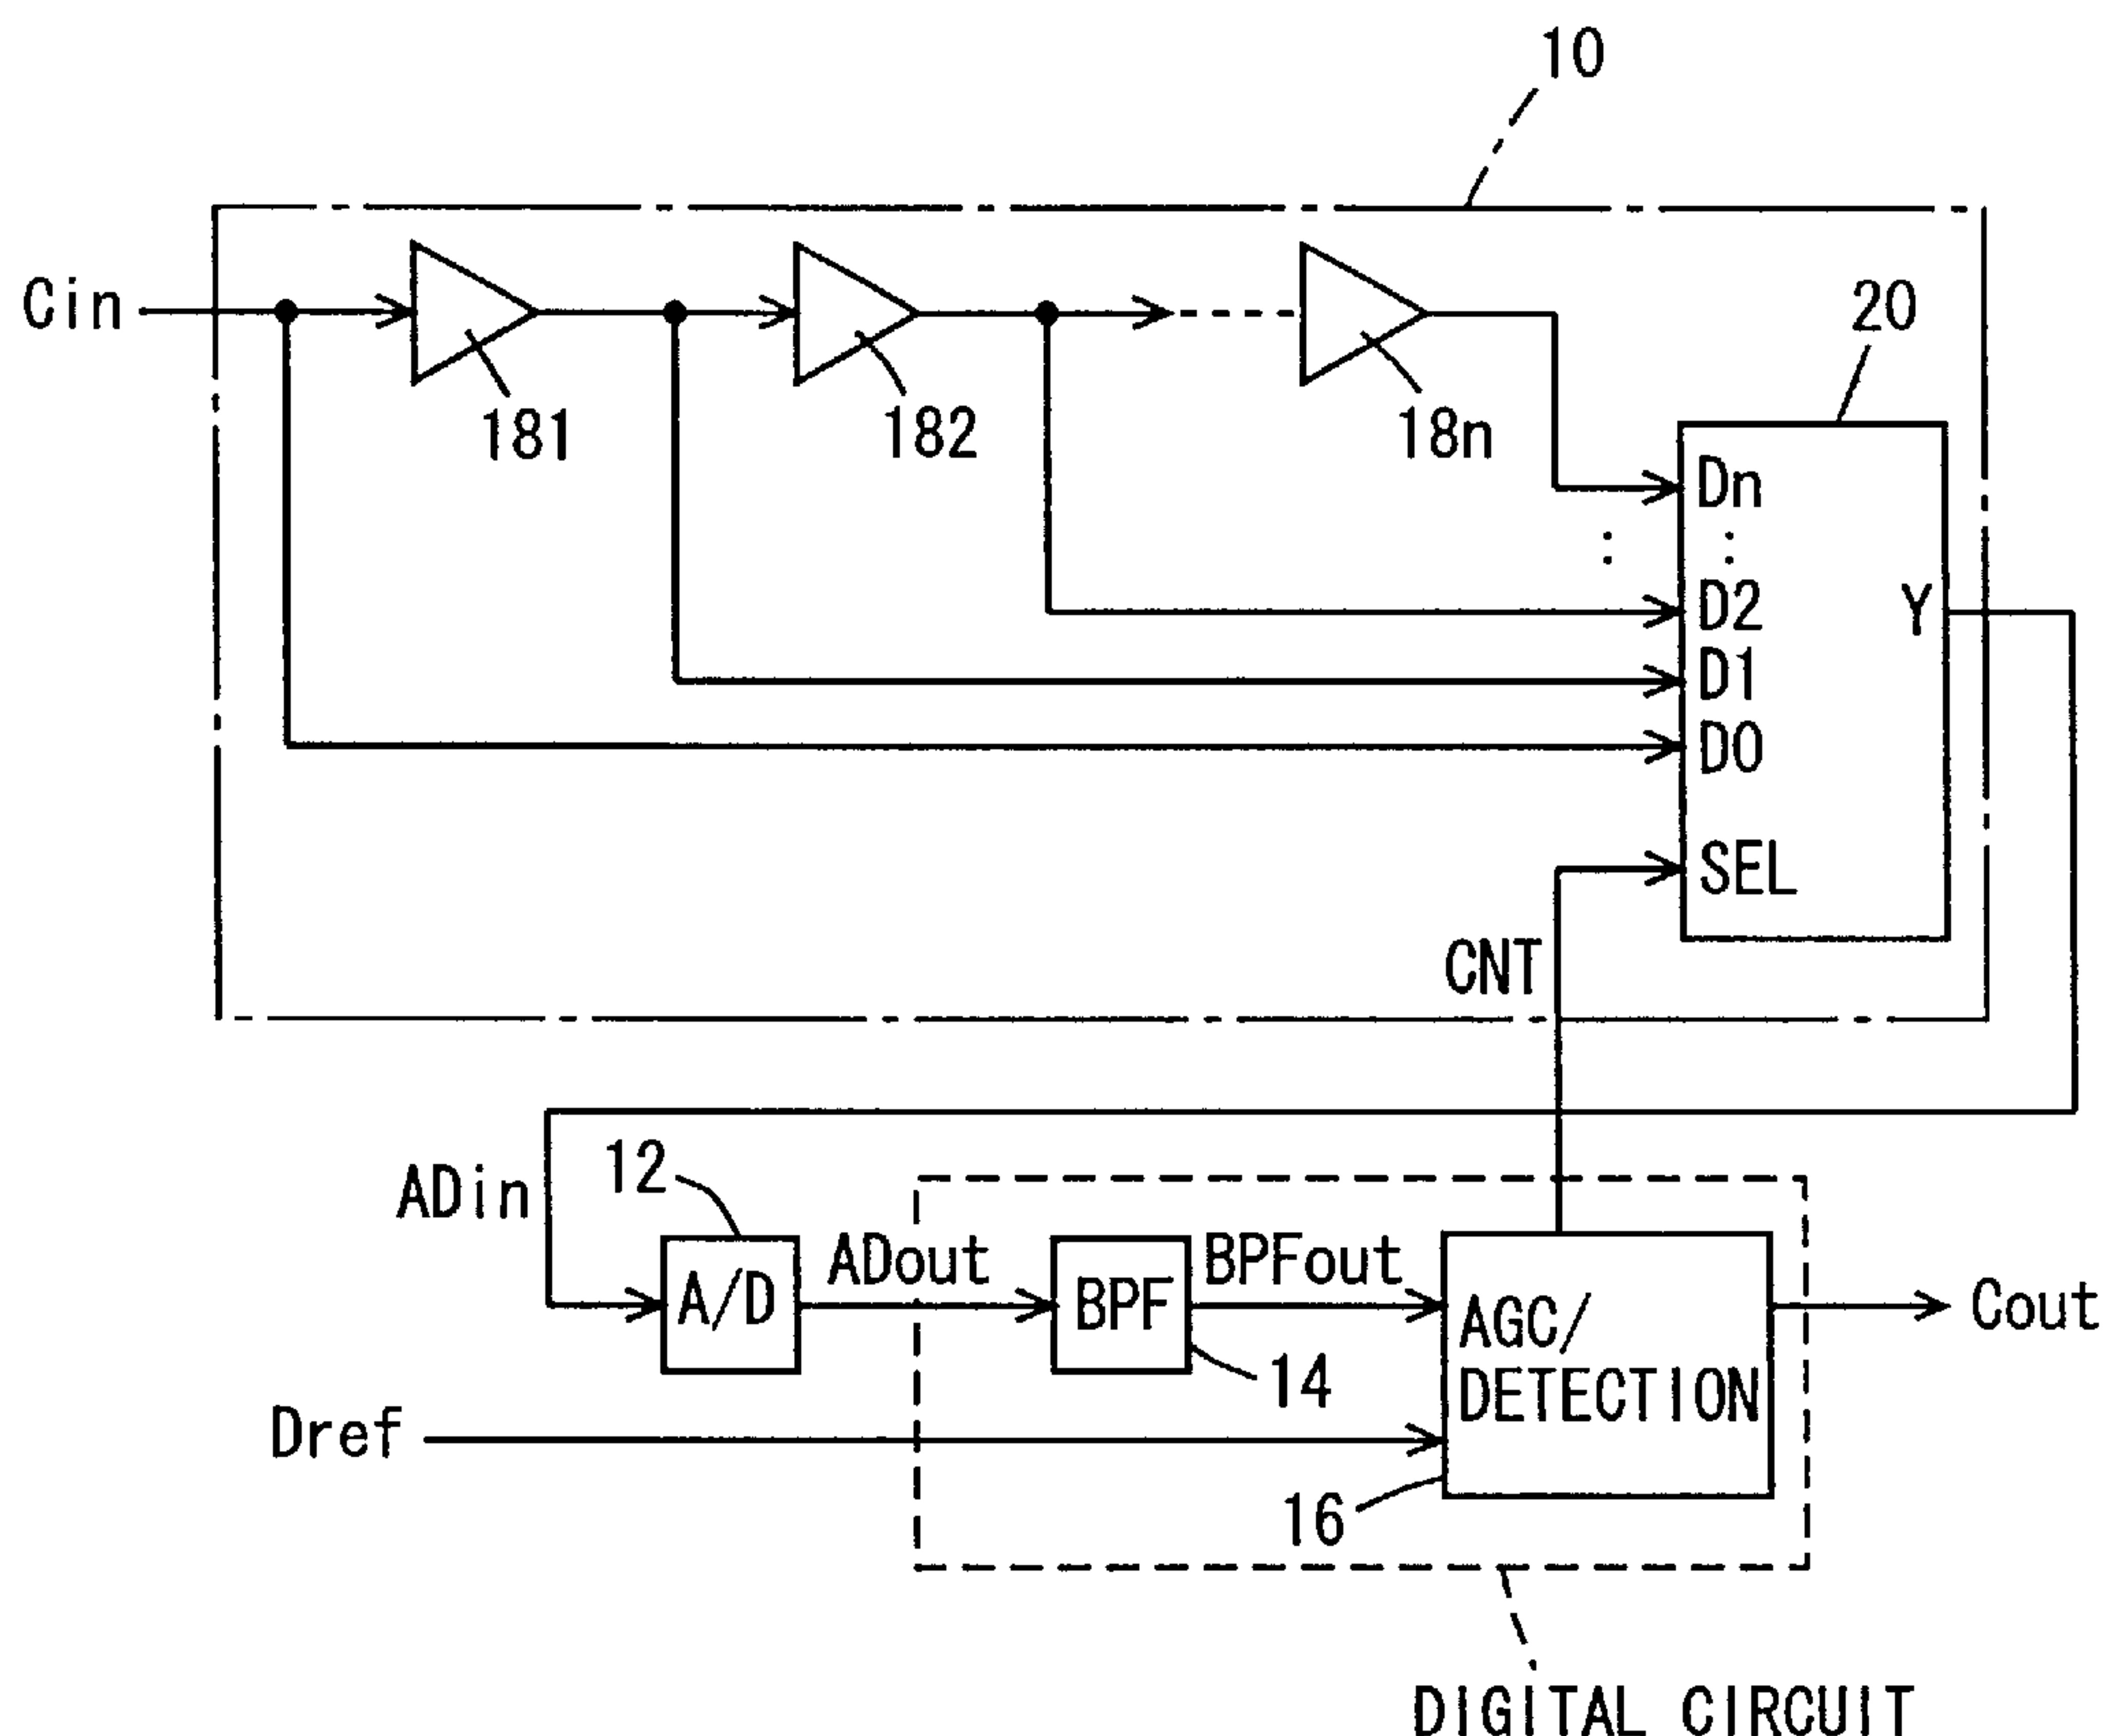 10
Cin
20
181
182
18n
Dn
:
:
D2
Y
D1
D0
SEL
CNT
12
ADin
ADout
BPFout
A/D
BPF
AGC/
DETECTION
Cout
14
Dref
16
DIGITAL CIRCUIT